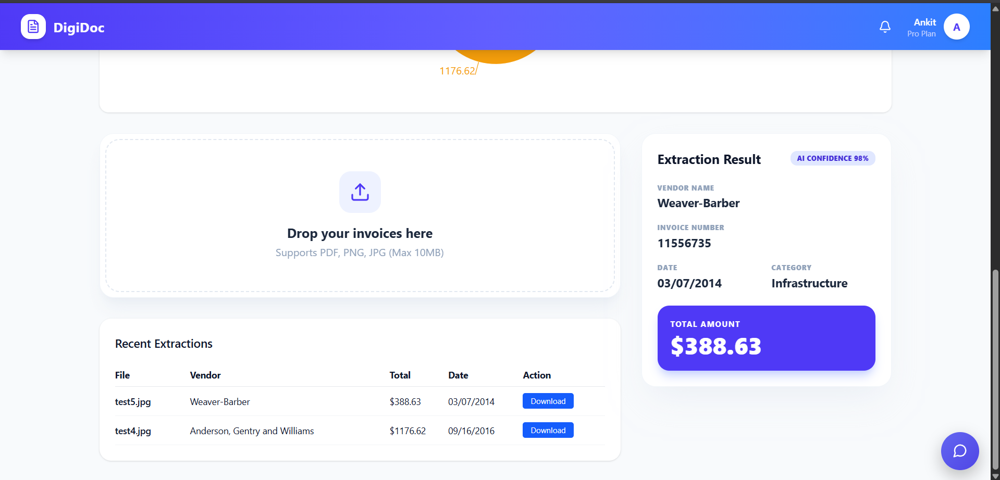 DigiDoc
Ankit
Pro Plan
A
1176.62
Drop your invoices here
Supports PDF, PNG, JPG (Max 10MB)
Extraction Result
AI CONFIDENCE 98%
VENDOR NAME
Weaver-Barber
INVOICE NUMBER
11556735
DATE CATEGORY
03/07/2014 Infrastructure
TOTAL AMOUNT
$388.63
Recent Extractions
File Vendor Total Date Action
test5.jpg Weaver-Barber $388.63 03/07/2014 Download
test4.jpg Anderson, Gentry and Williams $1176.62 09/16/2016 Download